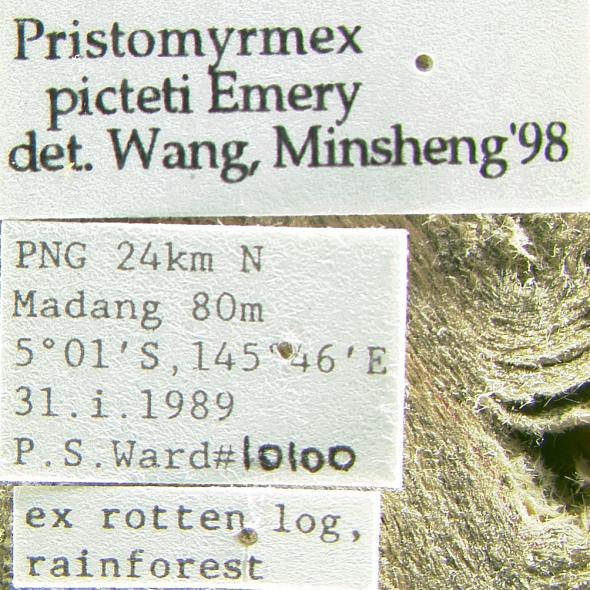 Pristomyrmex
picteti Emery
det. Wang, Minsheng'98
PNG 24km N
Madang 80m
5°01'S,145°46'E
31.i.1989
P.S.Ward#10100
ex rotten log,
rainforest